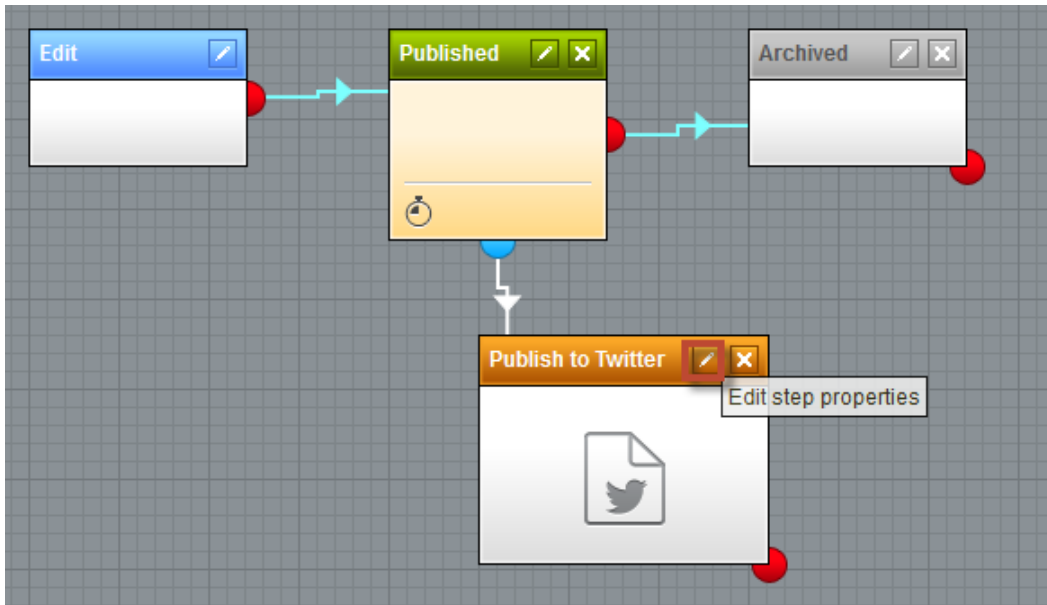 Edit
Published
Archived
Publish to Twitter
Edit step properties